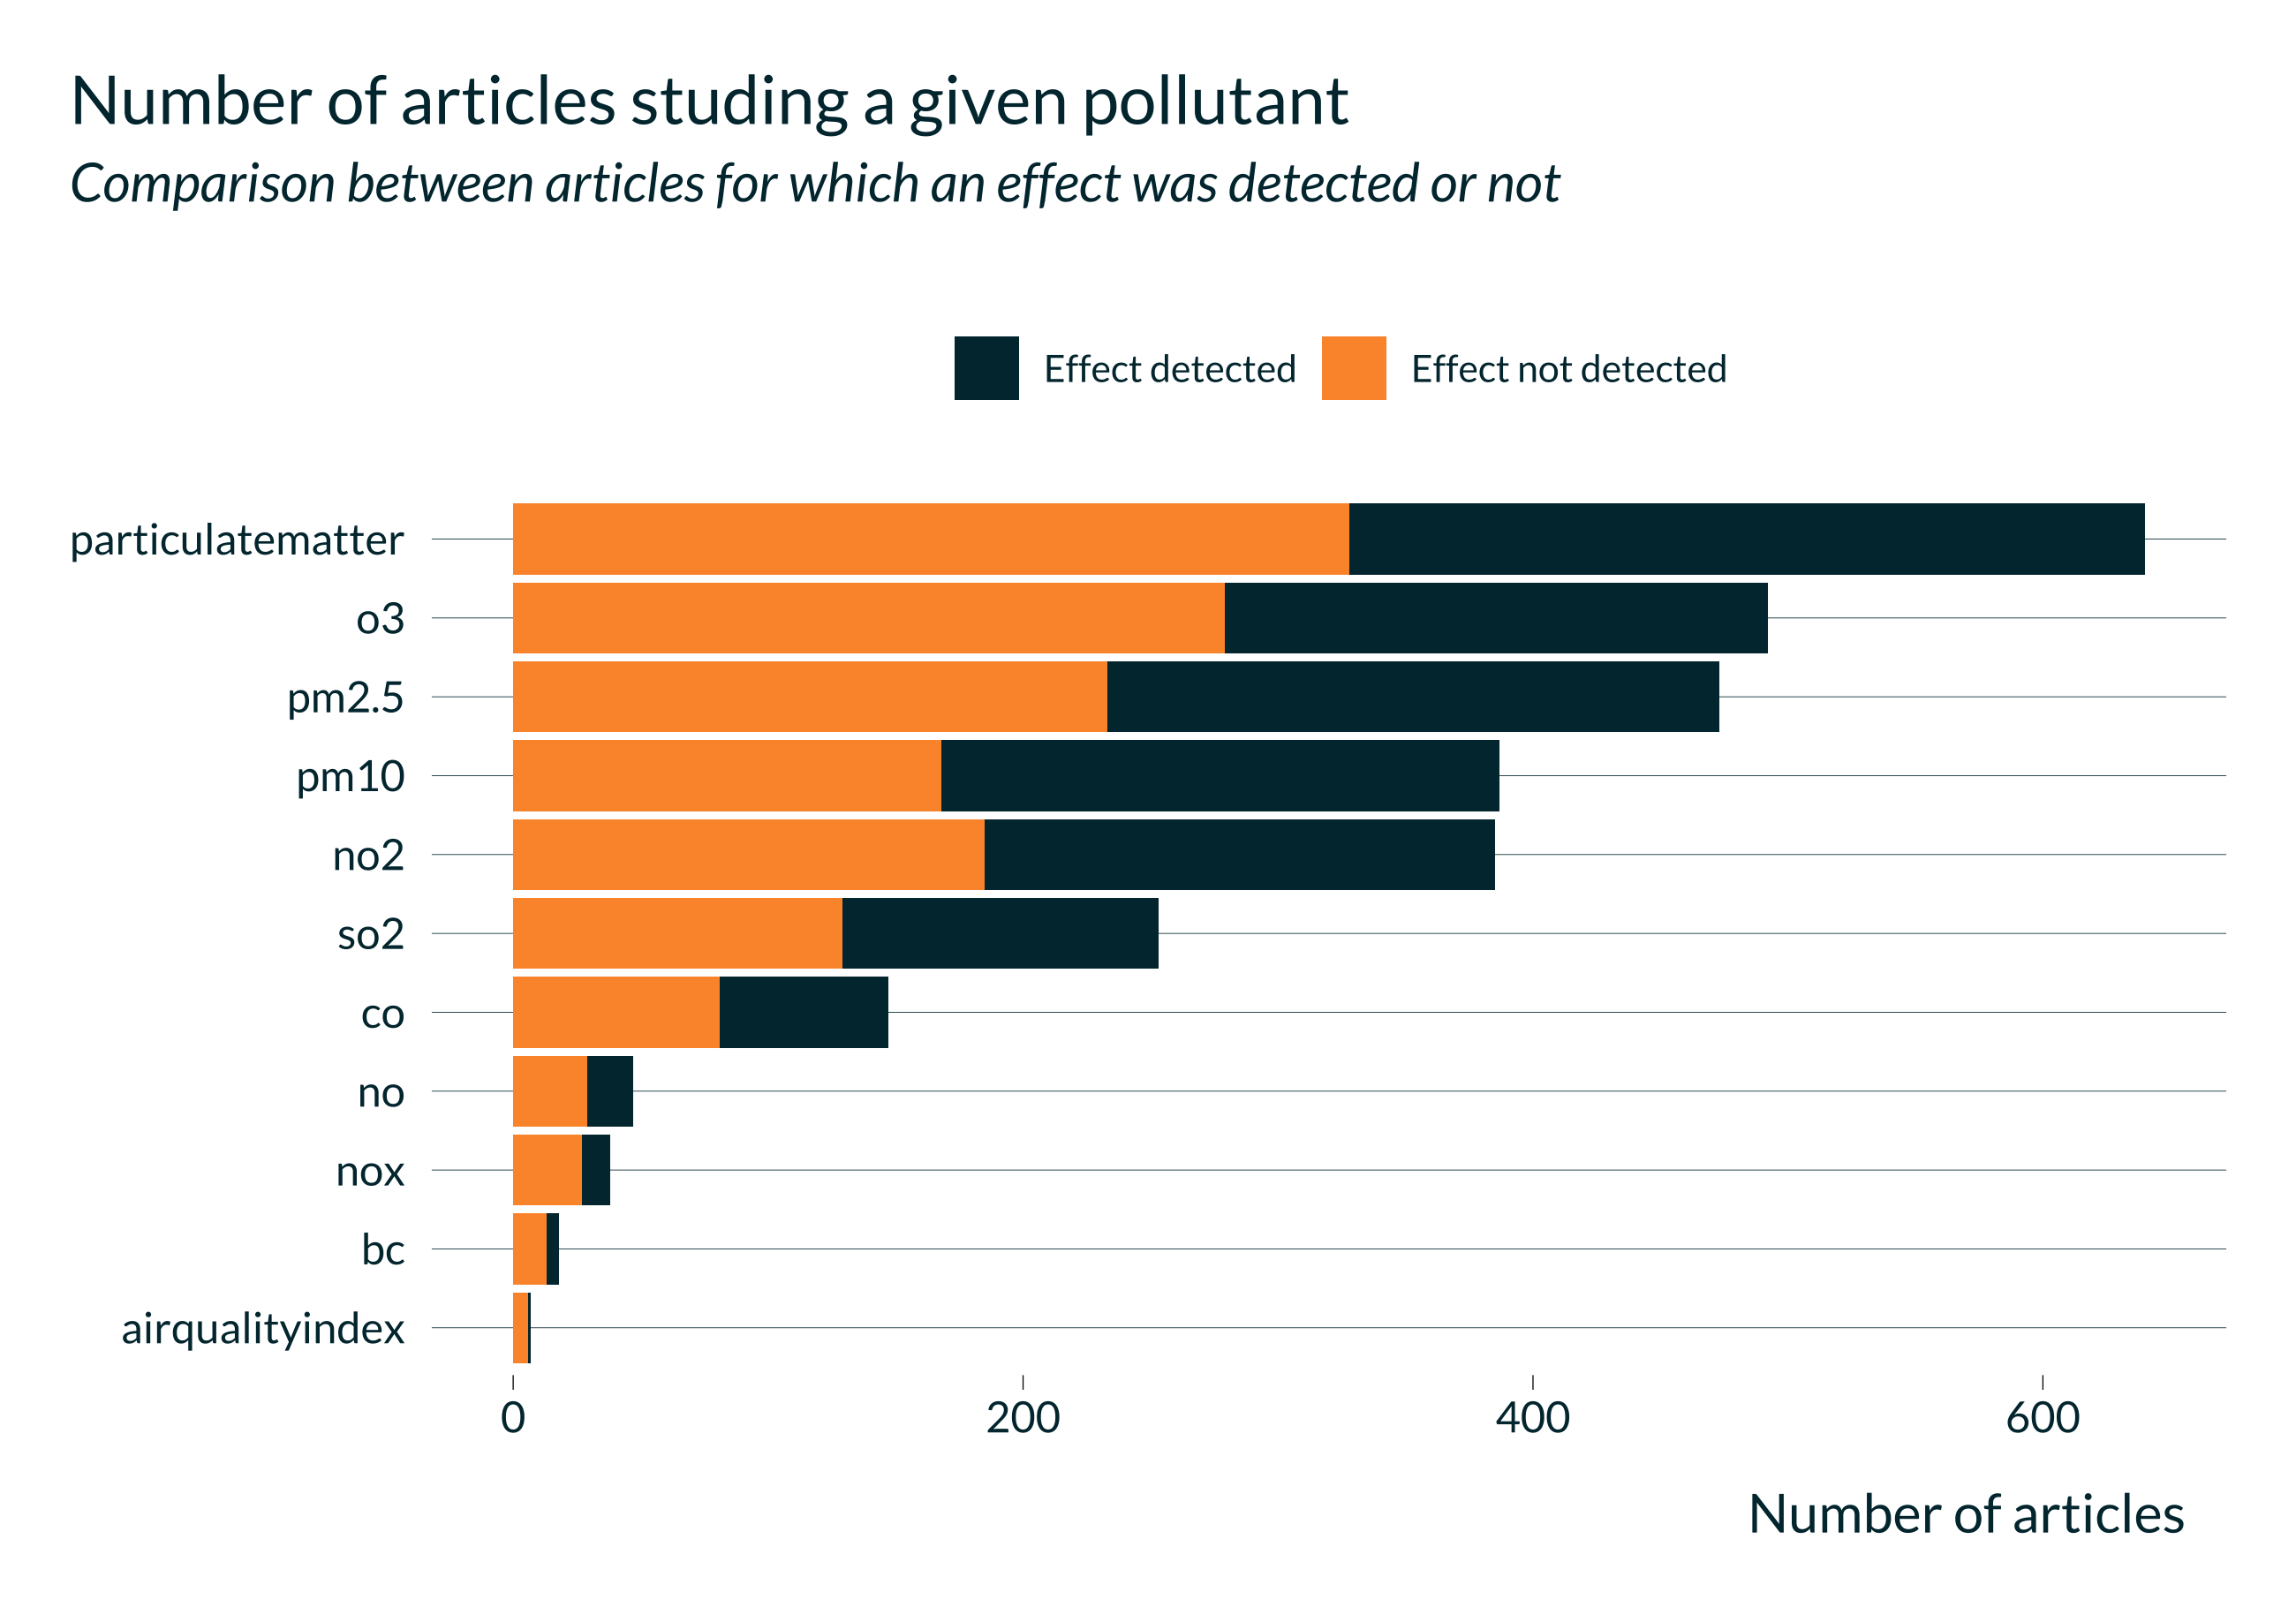 Number of articles studing a given pollutant
Comparison between articles for which an effect was detected or not
Effect detected
Effect not detected
particulatematter
o3
pm2.5
pm10
no2
so2
co
no
nox
bc
airqualityindex
0
200
400
600
Number of articles